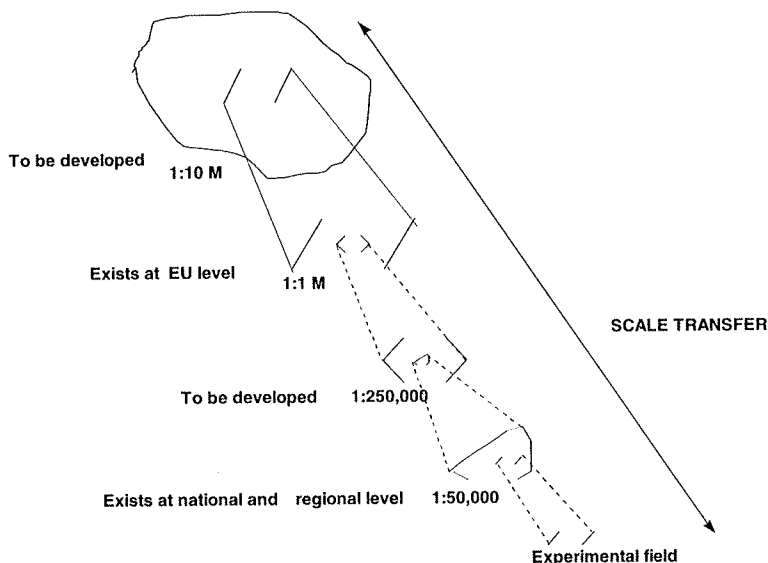 To be developed
1:10 M
Exists at EU level
1:1 M
SCALE TRANSFER
To be developed 1:250,000
Exists at national and regional level 1:50,000
Experimental field